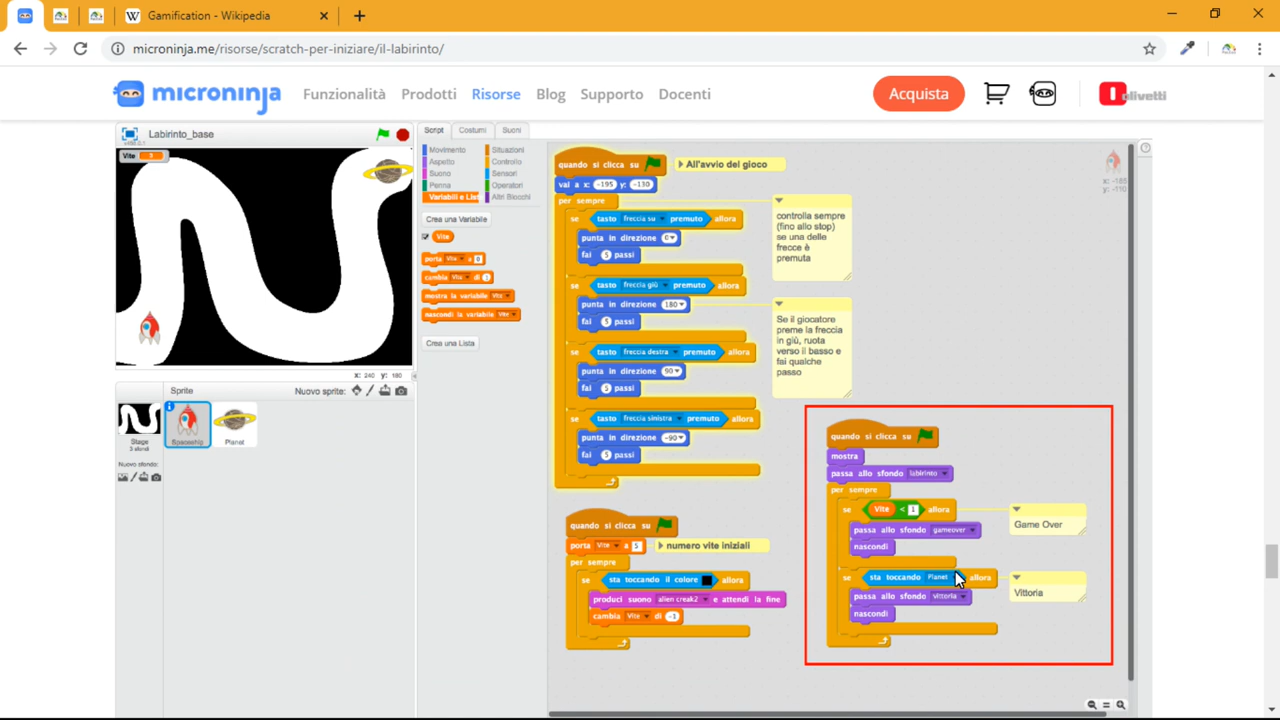 Gamification - Wikipedia
microninja.me/risorse/scratch-per-iniziare/il-labirinto/
microninja
Funzionalità
Prodotti
Risorse
Blog
Supporto
Docenti
Acquista
olivetti
Labirinto_base
Vite
x: 240 y: 180
Sprite
Nuovo sprite:
Stage
3 sfondi
Spaceship
Planet
Nuovo sfondo:
Script
Costumi
Suoni
Movimento
Situazioni
Aspetto
Controllo
Suono
Sensori
Penna
Operatori
Variabili e List
Altri Blocchi
Crea una Variabile
Vite
porta Vite a 0
cambia Vite di 1
mostra la variabile Vite
nascondi la variabile Vite
Crea una Lista
quando si clicca su
All'avvio del gioco
vai a x: -195 y: -130
per sempre
se tasto freccia su premuto allora
punta in direzione 0
fai 5 passi
se tasto freccia giù premuto allora
punta in direzione 180
fai 5 passi
se tasto freccia destra premuto allora
punta in direzione 90
fai 5 passi
se tasto freccia sinistra premuto allora
punta in direzione -90
fai 5 passi
controlla sempre
(fino allo stop)
se una delle
frecce è
premuta
Se il giocatore
preme la freccia
in giù, ruota
verso il basso e
fai qualche
passo
x: -185
y: -110
quando si clicca su
porta Vite a 5
numero vite iniziali
per sempre
se sta toccando il colore allora
produci suono alien creak2 e attendi la fine
cambia Vite di -1
quando si clicca su
mostra
passa allo sfondo labirinto
per sempre
se Vite < 1 allora
passa allo sfondo gameover
nascondi
Game Over
se sta toccando Planet allora
passa allo sfondo Vittoria
nascondi
Vittoria